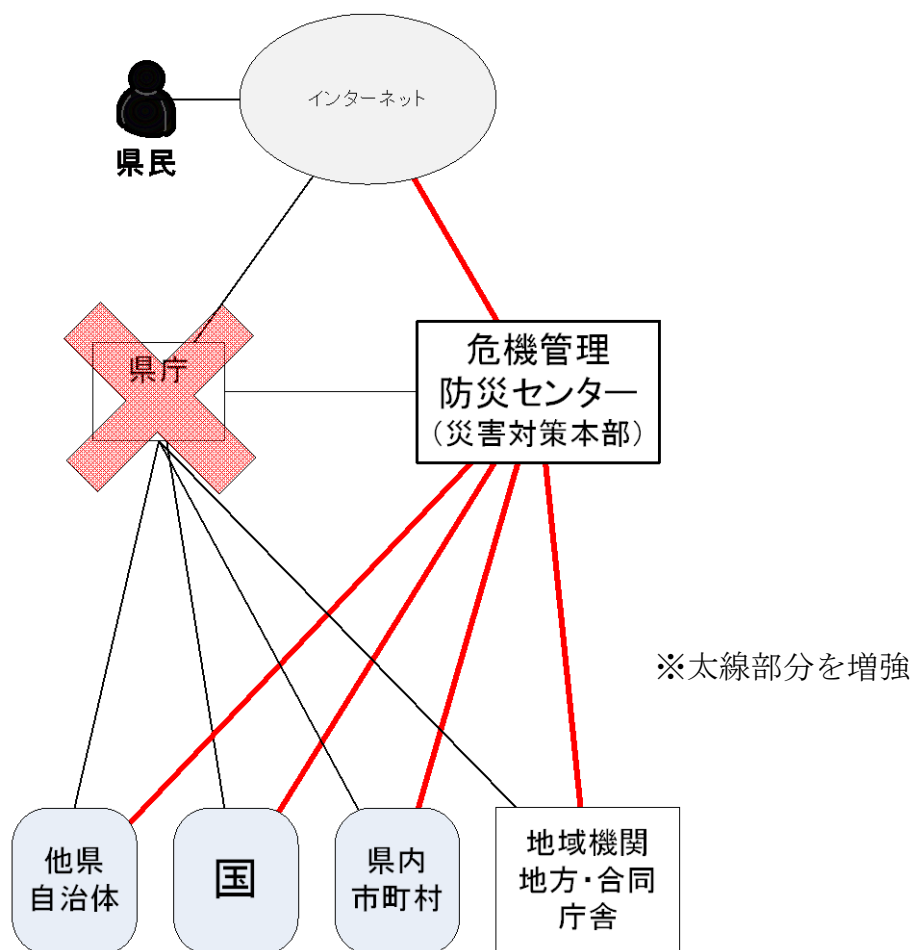 インターネット
県民
県庁
危機管理
防災センター
（災害対策本部）
※太線部分を増強
他県
自治体
国
県内
市町村
地域機関
地方・合同
庁舎